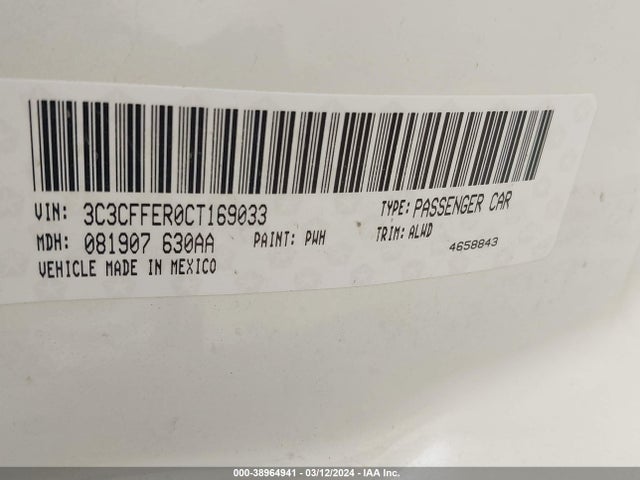 VIN: 3C3CFFER0CT169033 TYPE: PASSENGER CAR
MDH: 081907 630AA PAINT: PWH TRIM: ALWD
VEHICLE MADE IN MEXICO 4658843
000-38964941 - 03/12/2024 - IAA Inc.